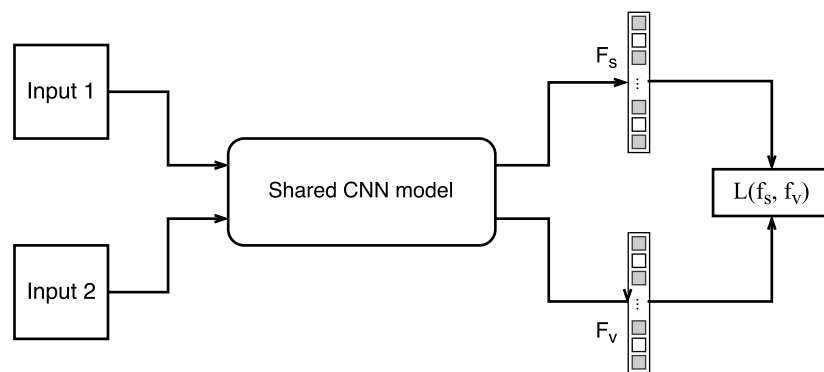 Input 1
Shared CNN model
Input 2
F_s
...
F_v
...
L(f_s, f_v)